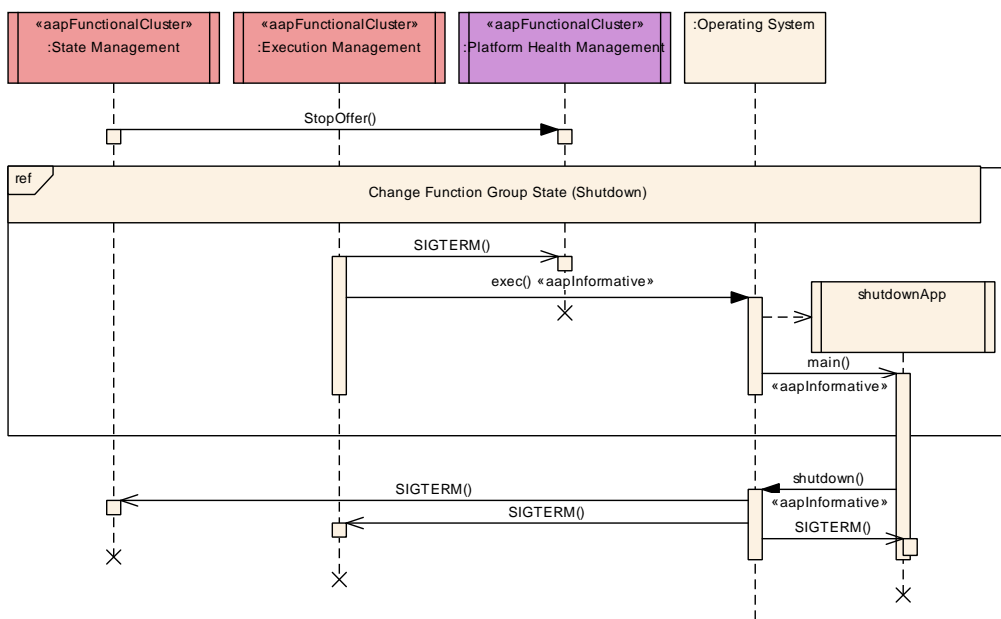 «aapFunctionalCluster»
:State Management
«aapFunctionalCluster»
:Execution Management
«aapFunctionalCluster»
:Platform Health Management
:Operating System
StopOffer()
ref
Change Function Group State (Shutdown)
SIGTERM()
exec() «aapInformative»
shutdownApp
main()
«aapInformative»
shutdown()
«aapInformative»
SIGTERM()
SIGTERM()
SIGTERM()